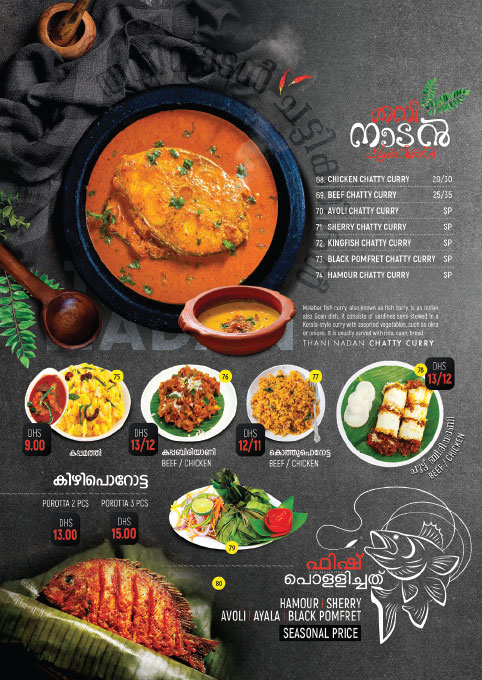 തനി
നാടൻ
68. CHICKEN CHATTY CURRY 20/30
69. BEEF CHATTY CURRY 25/35
70. AVOLI CHATTY CURRY SP
71. SHERRY CHATTY CURRY SP
72. KINGFISH CHATTY CURRY SP
73. BLACK POMFRET CHATTY CURRY SP
74. HAMOUR CHATTY CURRY SP
Malabar fish curry, also known as fish curry, is an Indian
also Goan dish. It consists of sardines semi-stewed in a
Kerala-style curry with assorted vegetables, such as okra
or onions. It is usually served with rice, naan, bread.
THANI NADAN CHATTY CURRY
75
DHS
9.00
കപ്പമത്തി
76
DHS
13/12
കപ്പബിരിയാണി
BEEF / CHICKEN
77
DHS
12/11
കൊത്തുപൊറോട്ട
BEEF / CHICKEN
78
DHS
13/12
പുട്ട് ബിരിയാണി
BEEF / CHICKEN
കിഴിപൊറോട്ട
POROTTA 2 PCS POROTTA 3 PCS
DHS
13.00
DHS
15.00
79
80
ഫിഷ്
പൊള്ളിച്ചത്
HAMOUR | SHERRY
AVOLI | AYALA | BLACK POMFRET
SEASONAL PRICE